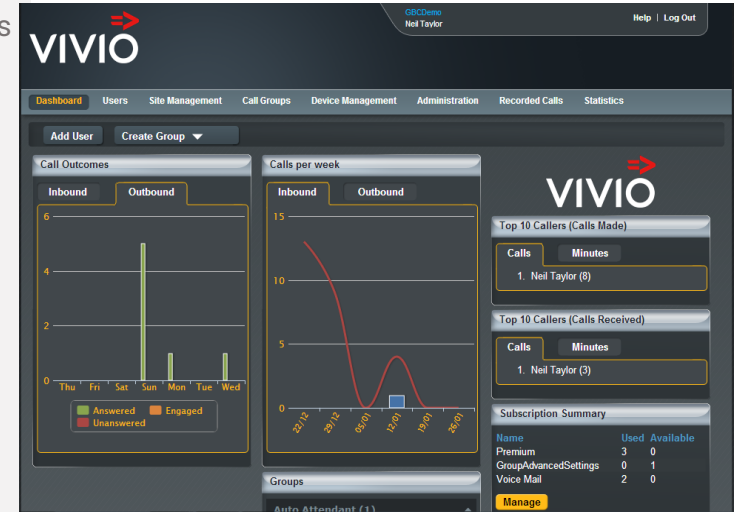 s
VIVIO
GBCDemo
Neil Taylor
Help | Log Out
Dashboard Users Site Management Call Groups Device Management Administration Recorded Calls Statistics
Add User Create Group
Call Outcomes
Inbound Outbound
6
4
2
0
Thu Fri Sat Sun Mon Tue Wed
Answered Engaged
Unanswered
Calls per week
Inbound Outbound
15
10
5
0
22/12 29/12 05/01 12/01 19/01 26/01
Groups
Auto Attendant (1)
VIVIO
Top 10 Callers (Calls Made)
Calls Minutes
1. Neil Taylor (8)
Top 10 Callers (Calls Received)
Calls Minutes
1. Neil Taylor (3)
Subscription Summary
Name Used Available
Premium 3 0
GroupAdvancedSettings 0 1
Voice Mail 2 0
Manage